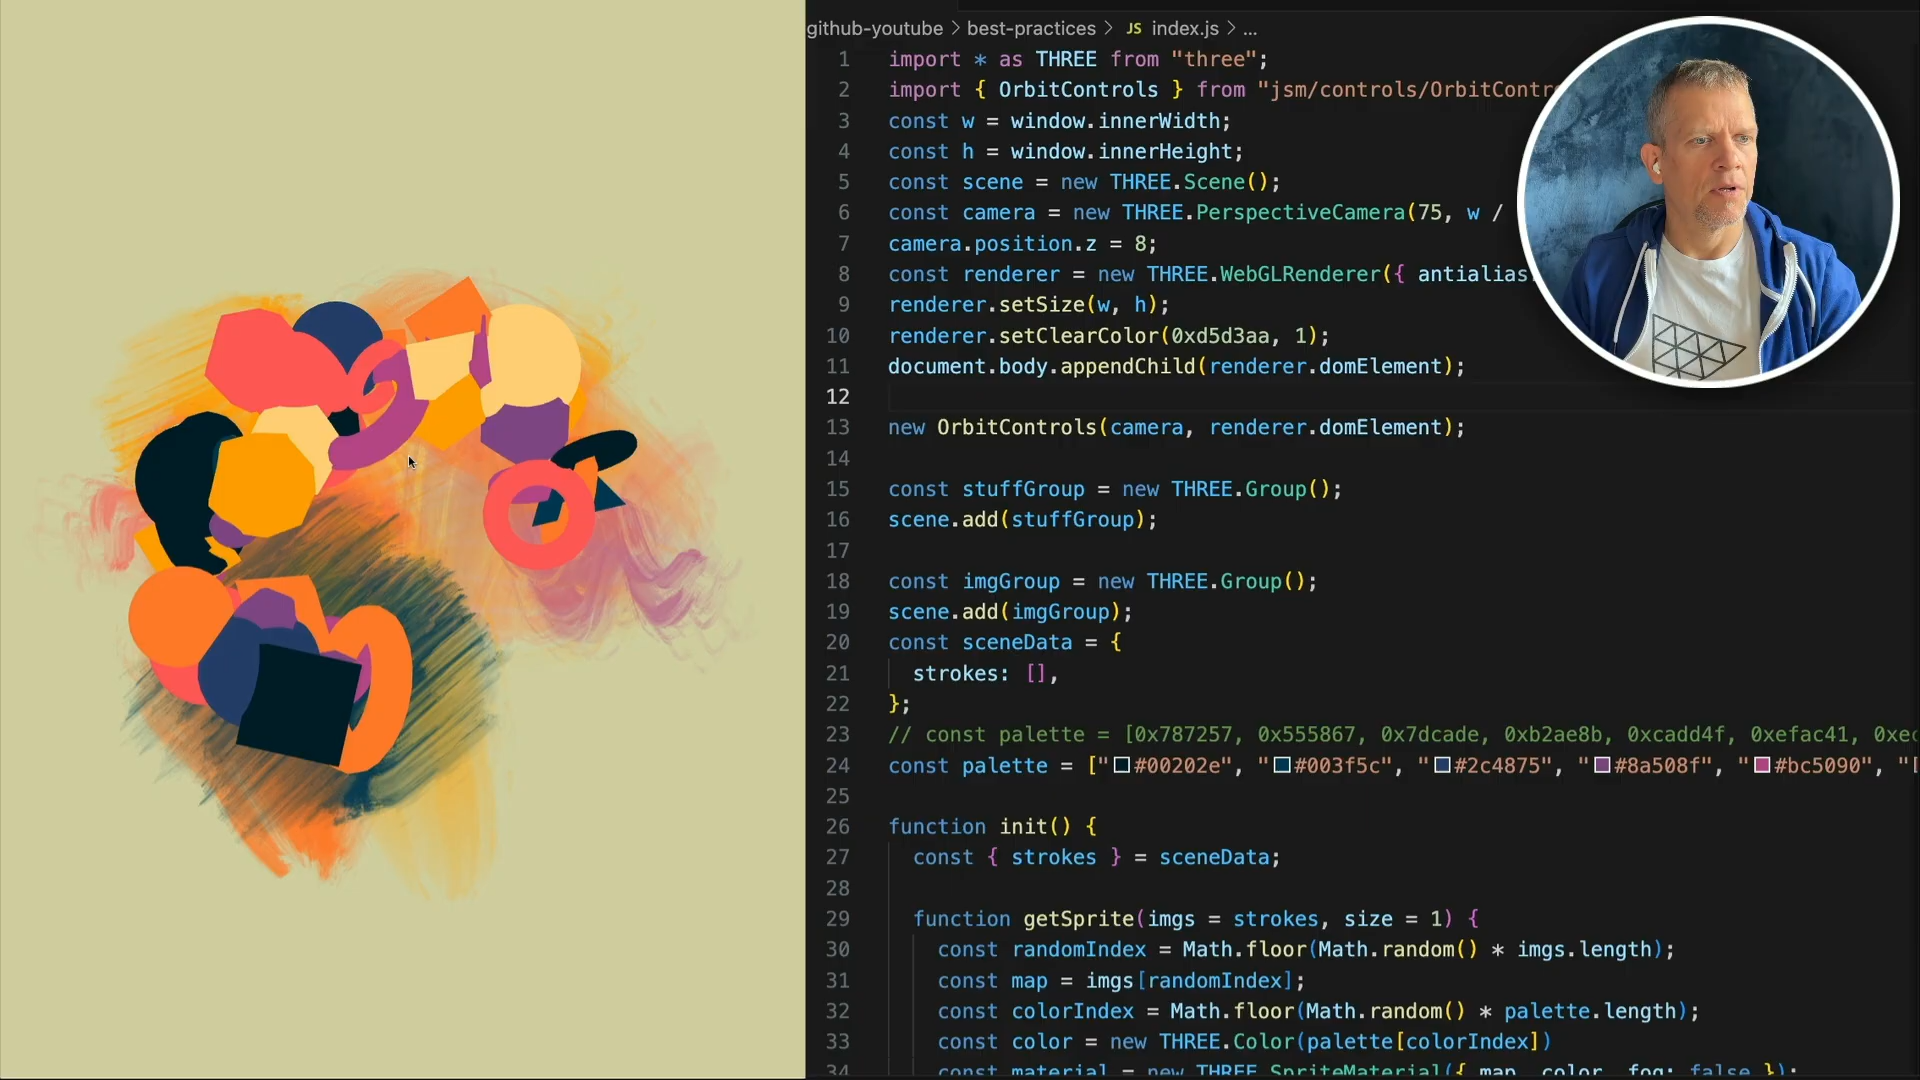 github-youtube > best-practices > JS index.js > ...
1 import * as THREE from "three";
2 import { OrbitControls } from "jsm/controls/OrbitContr
3 const w = window.innerWidth;
4 const h = window.innerHeight;
5 const scene = new THREE.Scene();
6 const camera = new THREE.PerspectiveCamera(75, w /
7 camera.position.z = 8;
8 const renderer = new THREE.WebGLRenderer({ antialias
9 renderer.setSize(w, h);
10 renderer.setClearColor(0xd5d3aa, 1);
11 document.body.appendChild(renderer.domElement);
12
13 new OrbitControls(camera, renderer.domElement);
14
15 const stuffGroup = new THREE.Group();
16 scene.add(stuffGroup);
17
18 const imgGroup = new THREE.Group();
19 scene.add(imgGroup);
20 const sceneData = {
21 strokes: [],
22 };
23 // const palette = [0x787257, 0x555867, 0x7dcade, 0xb2ae8b, 0xcadd4f, 0xefac41, 0xec
24 const palette = ["#00202e", "#003f5c", "#2c4875", "#8a508f", "#bc5090", "
25
26 function init() {
27 const { strokes } = sceneData;
28
29 function getSprite(imgs = strokes, size = 1) {
30 const randomIndex = Math.floor(Math.random() * imgs.length);
31 const map = imgs[randomIndex];
32 const colorIndex = Math.floor(Math.random() * palette.length);
33 const color = new THREE.Color(palette[colorIndex])
34 const material = new THREE.SpriteMaterial({ map, color, fog: false });